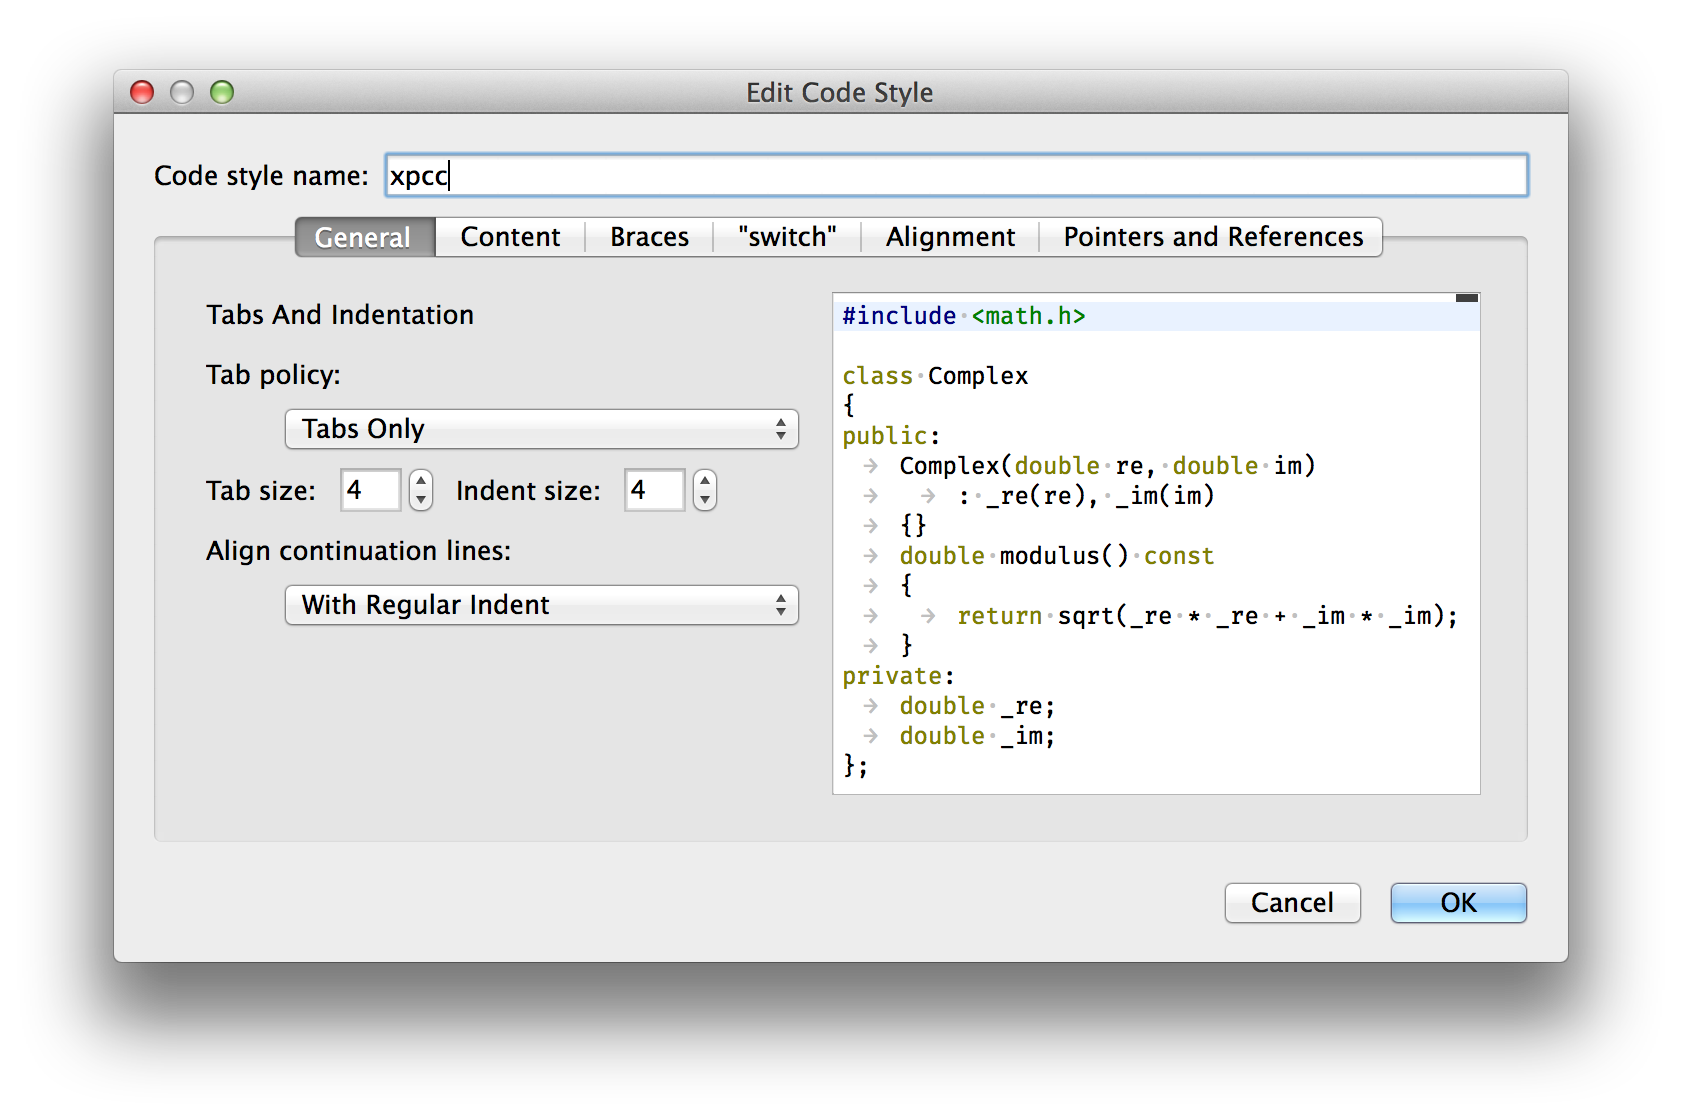 Edit Code Style
Code style name: xpcc
General Content Braces "switch" Alignment Pointers and References
Tabs And Indentation
Tab policy:
Tabs Only
Tab size: 4 Indent size: 4
Align continuation lines:
With Regular Indent
#include <math.h>
class Complex
{
public:
Complex(double re, double im)
: _re(re), _im(im)
{}
double modulus() const
{
return sqrt(_re * _re + _im * _im);
}
private:
double _re;
double _im;
};
Cancel OK